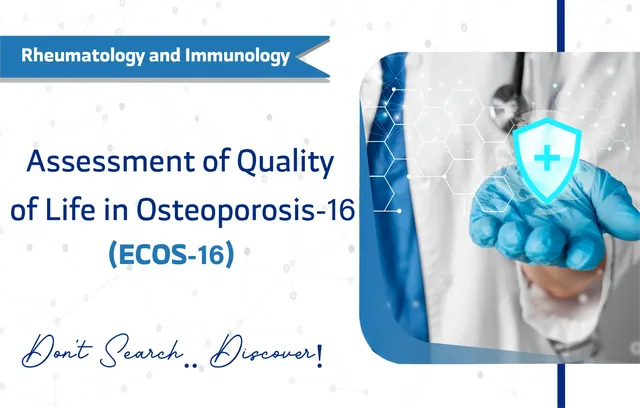 Rheumatology and Immunology
Assessment of Quality
of Life in Osteoporosis-16
(ECOS-16)
Don't Search.. Discover!